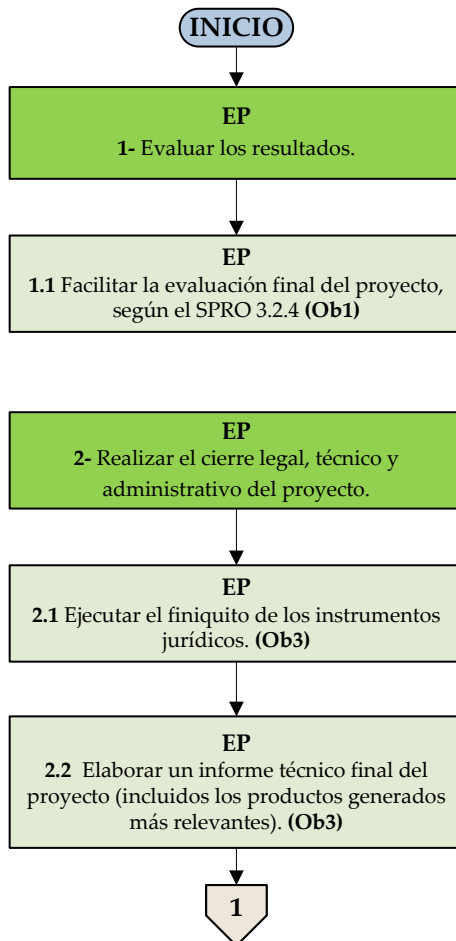 INICIO
EP
1- Evaluar los resultados.
EP
1.1 Facilitar la evaluación final del proyecto,
según el SPRO 3.2.4 (Ob1)
EP
2- Realizar el cierre legal, técnico y
administrativo del proyecto.
EP
2.1 Ejecutar el finiquito de los instrumentos
jurídicos. (Ob3)
EP
2.2 Elaborar un informe técnico final del
proyecto (incluidos los productos generados
más relevantes). (Ob3)
1